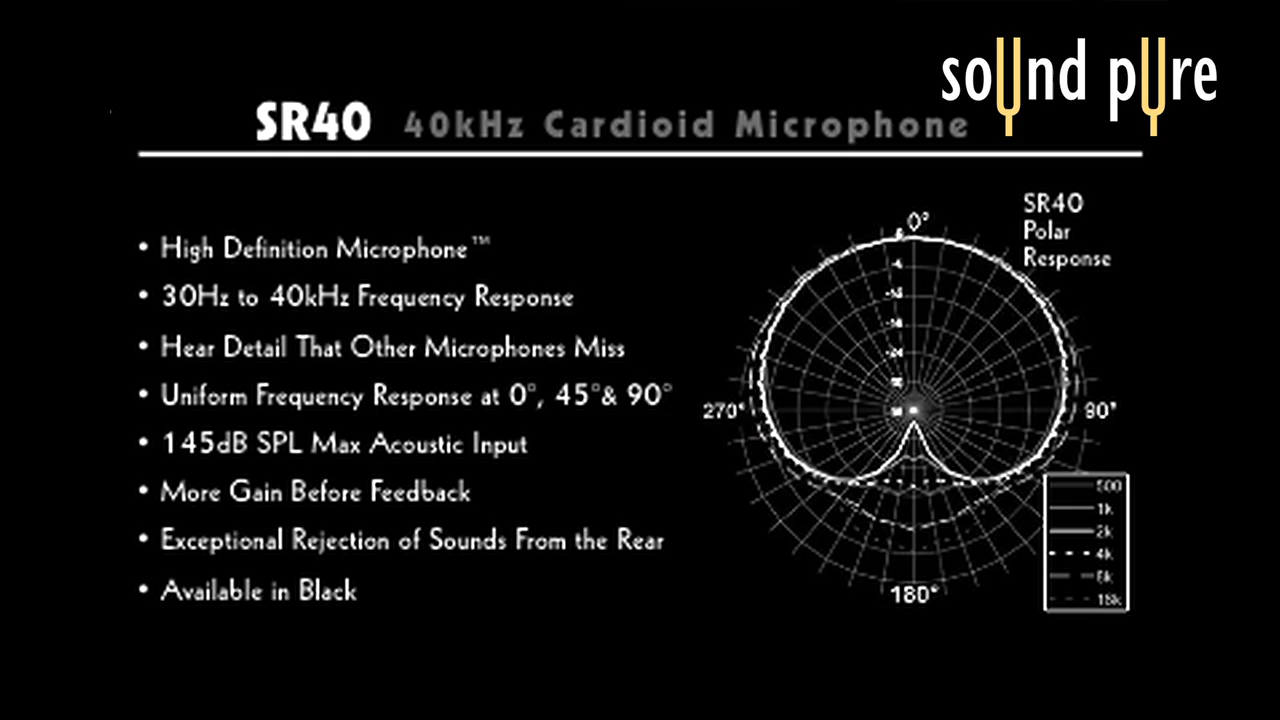 sound pure
SR40 40kHz Cardioid Microphone
• High Definition Microphone™
• 30Hz to 40kHz Frequency Response
• Hear Detail That Other Microphones Miss
• Uniform Frequency Response at 0°, 45°& 90°
• 145dB SPL Max Acoustic Input
• More Gain Before Feedback
• Exceptional Rejection of Sounds From the Rear
• Available in Black
SR40
Polar
Response
0°
270°
90°
180°
500
1k
2k
4k